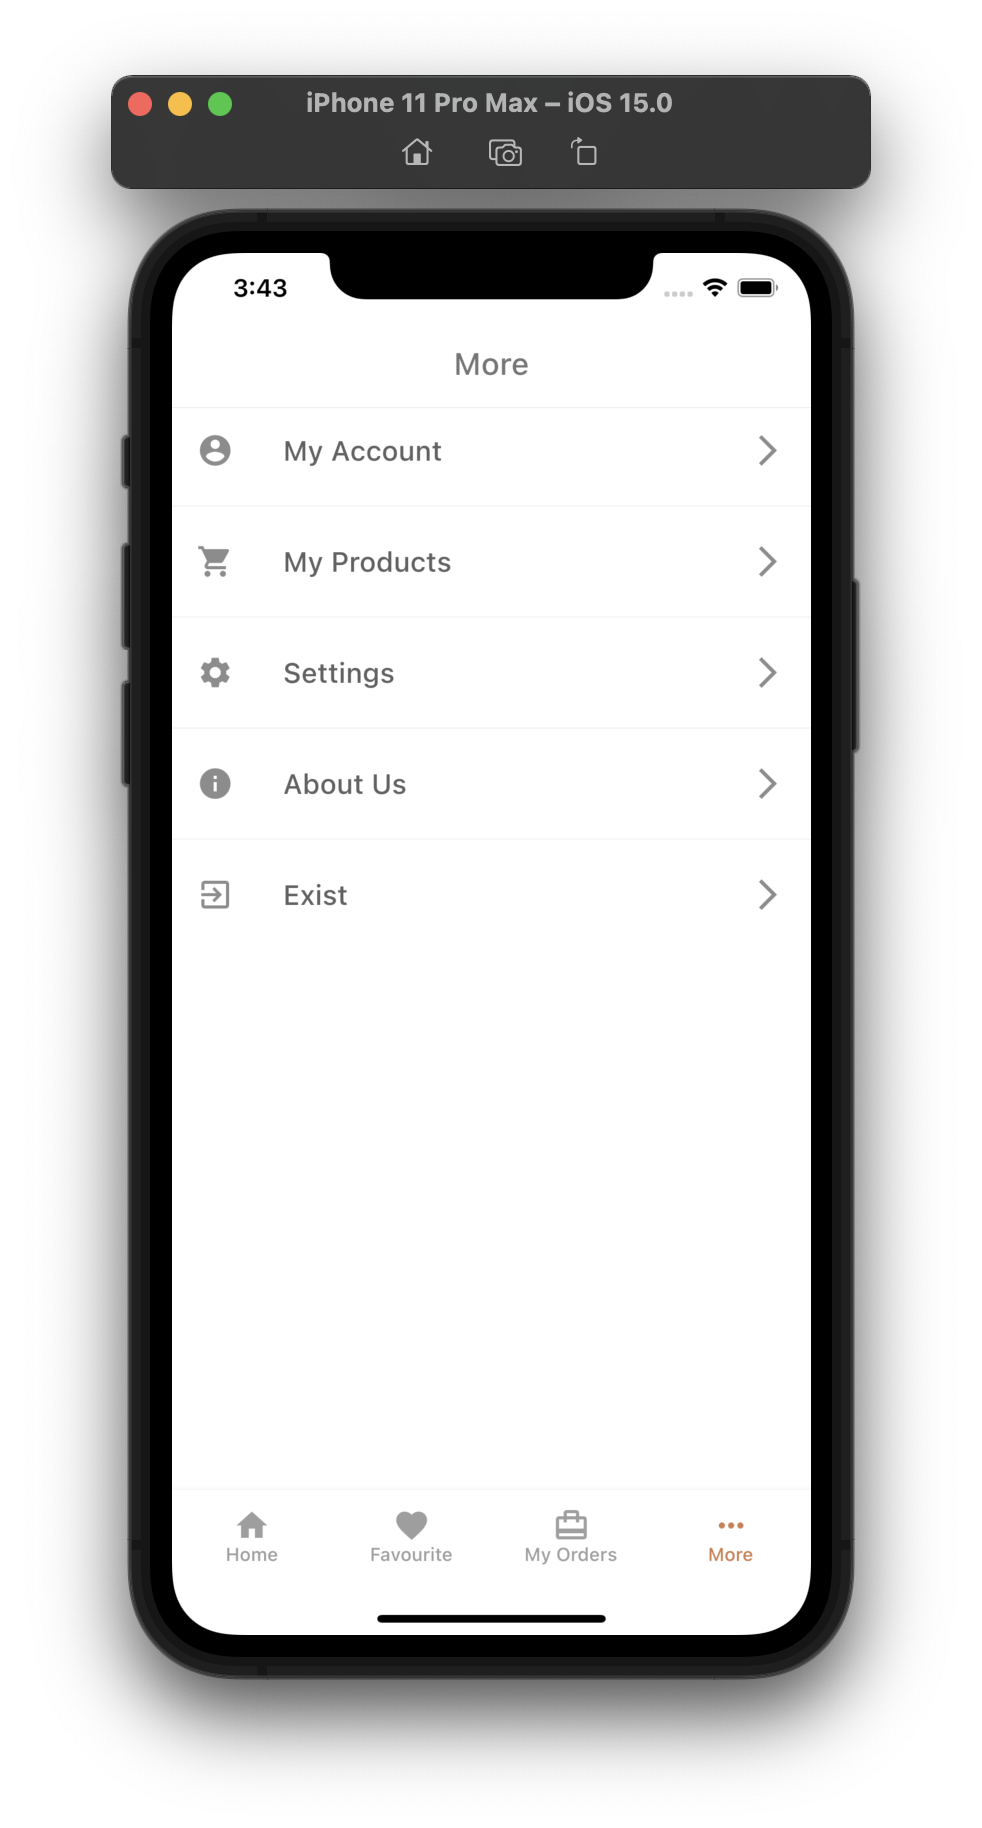 iPhone 11 Pro Max – iOS 15.0
3:43
More
My Account
My Products
Settings
About Us
Exist
Home
Favourite
My Orders
More